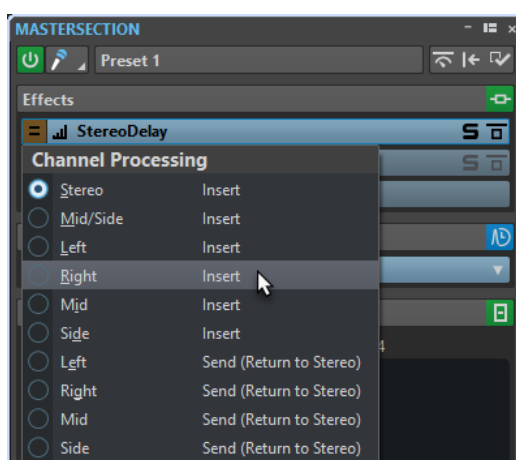 MASTERSECTION
Preset 1
Effects
StereoDelay S
Channel Processing S
Stereo Insert
Mid/Side Insert
Left Insert
Right Insert
Mid Insert
Side Insert
4
Left Send (Return to Stereo)
Right Send (Return to Stereo)
Mid Send (Return to Stereo)
Side Send (Return to Stereo)